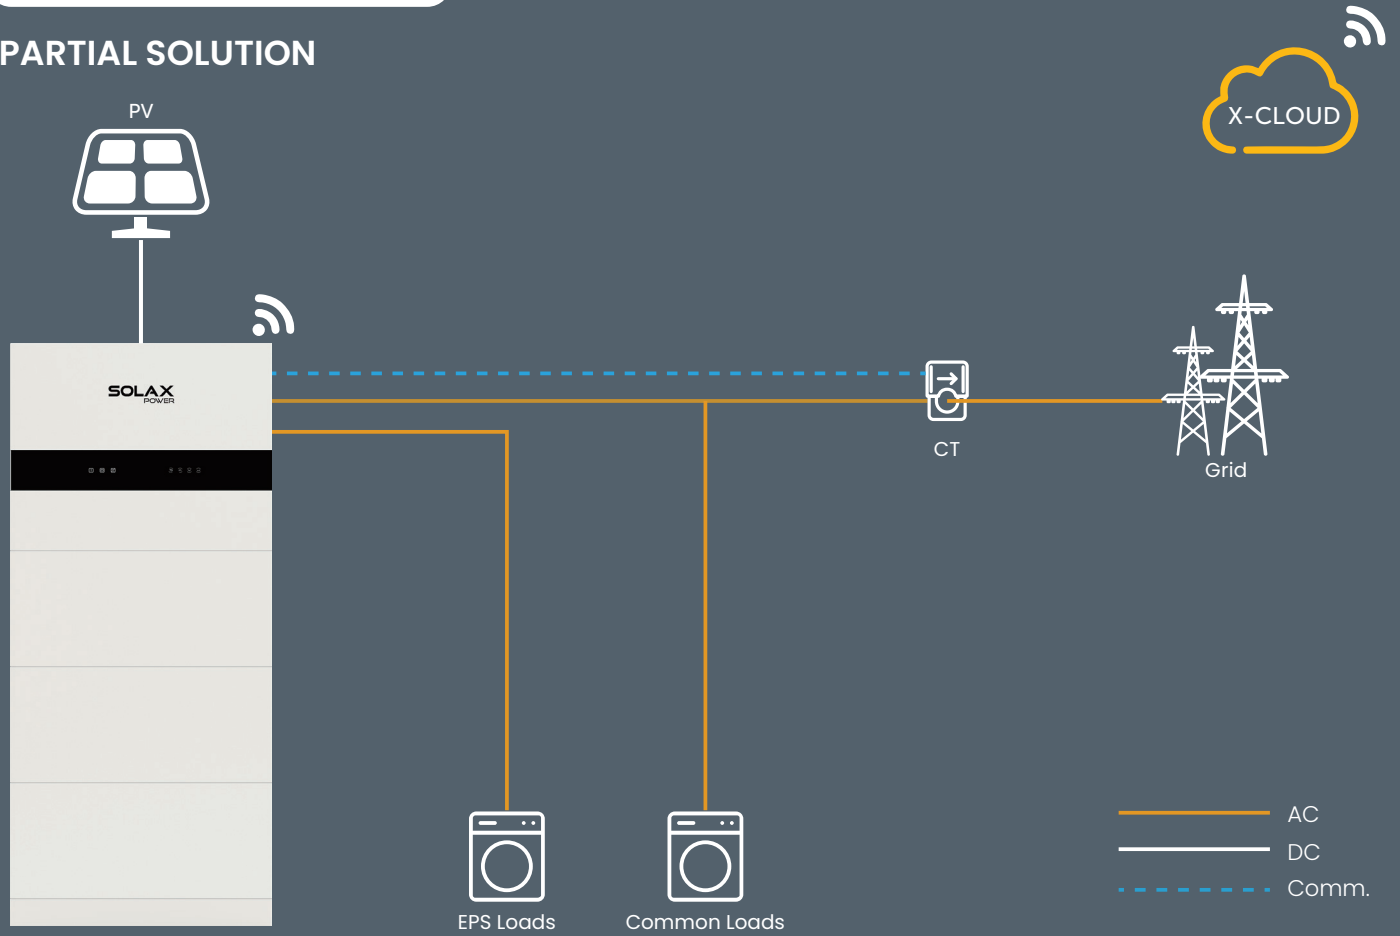 PARTIAL SOLUTION
PV
X-CLOUD
SOLAX
POWER
CT
Grid
AC
DC
Comm.
EPS Loads
Common Loads